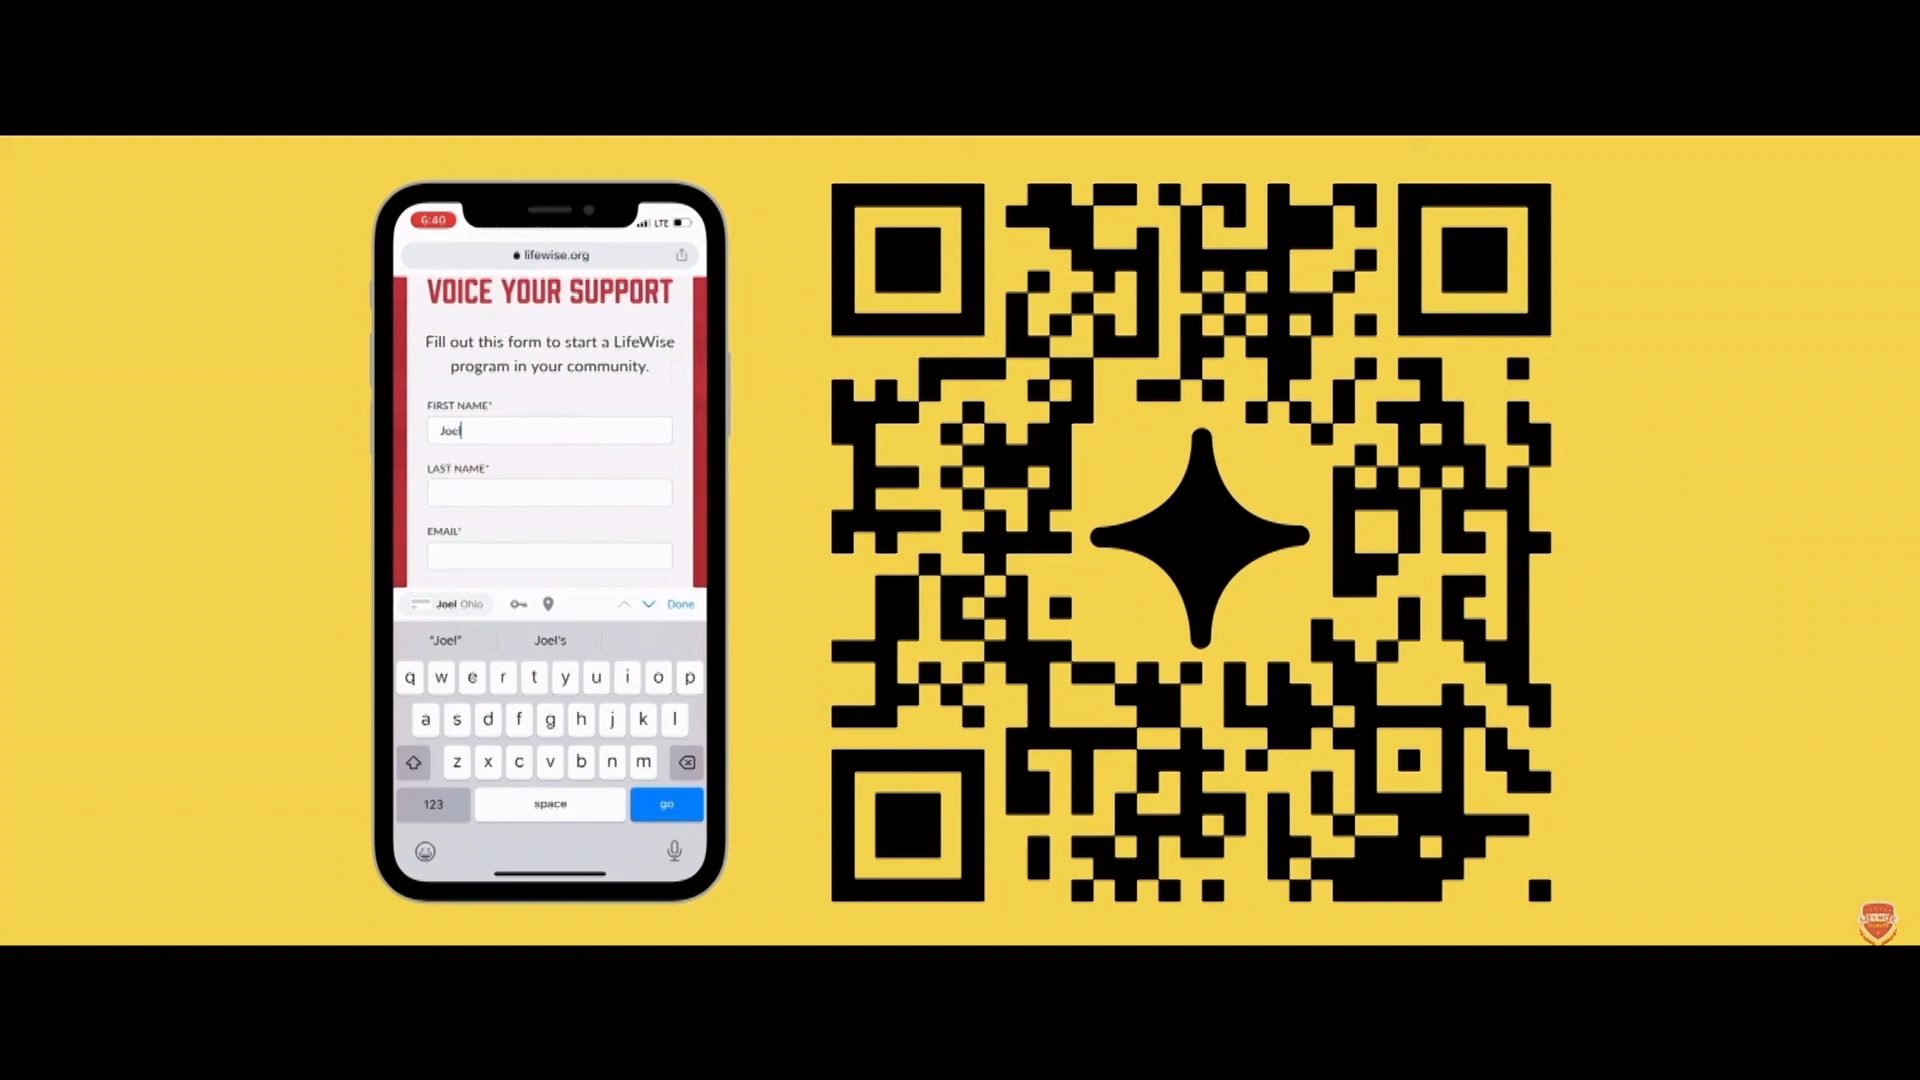 6:40
LTE
lifewise.org
VOICE YOUR SUPPORT
Fill out this form to start a LifeWise
program in your community.
FIRST NAME*
Joel
LAST NAME*
EMAIL*
Joel Ohio
Done
"Joel"
Joel's
q w e r t y u i o p
a s d f g h j k l
z x c v b n m
123
space
go